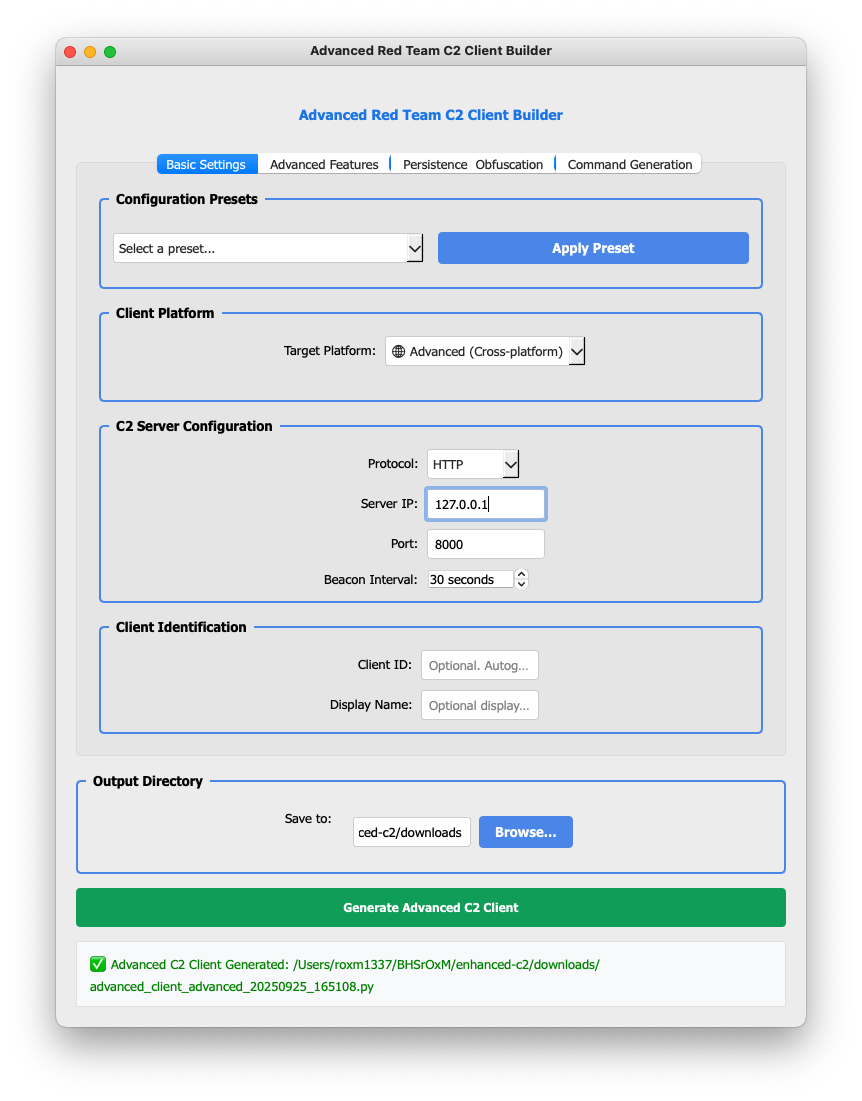 Advanced Red Team C2 Client Builder
Advanced Red Team C2 Client Builder
Basic Settings Advanced Features Persistence Obfuscation Command Generation
Configuration Presets
Select a preset... Apply Preset
Client Platform
Target Platform: Advanced (Cross-platform)
C2 Server Configuration
Protocol: HTTP
Server IP: 127.0.0.1
Port: 8000
Beacon Interval: 30 seconds
Client Identification
Client ID: Optional. Autog...
Display Name: Optional display...
Output Directory
Save to: ced-c2/downloads Browse...
Generate Advanced C2 Client
✅ Advanced C2 Client Generated: /Users/roxm1337/BHSrOxM/enhanced-c2/downloads/
advanced_client_advanced_20250925_165108.py